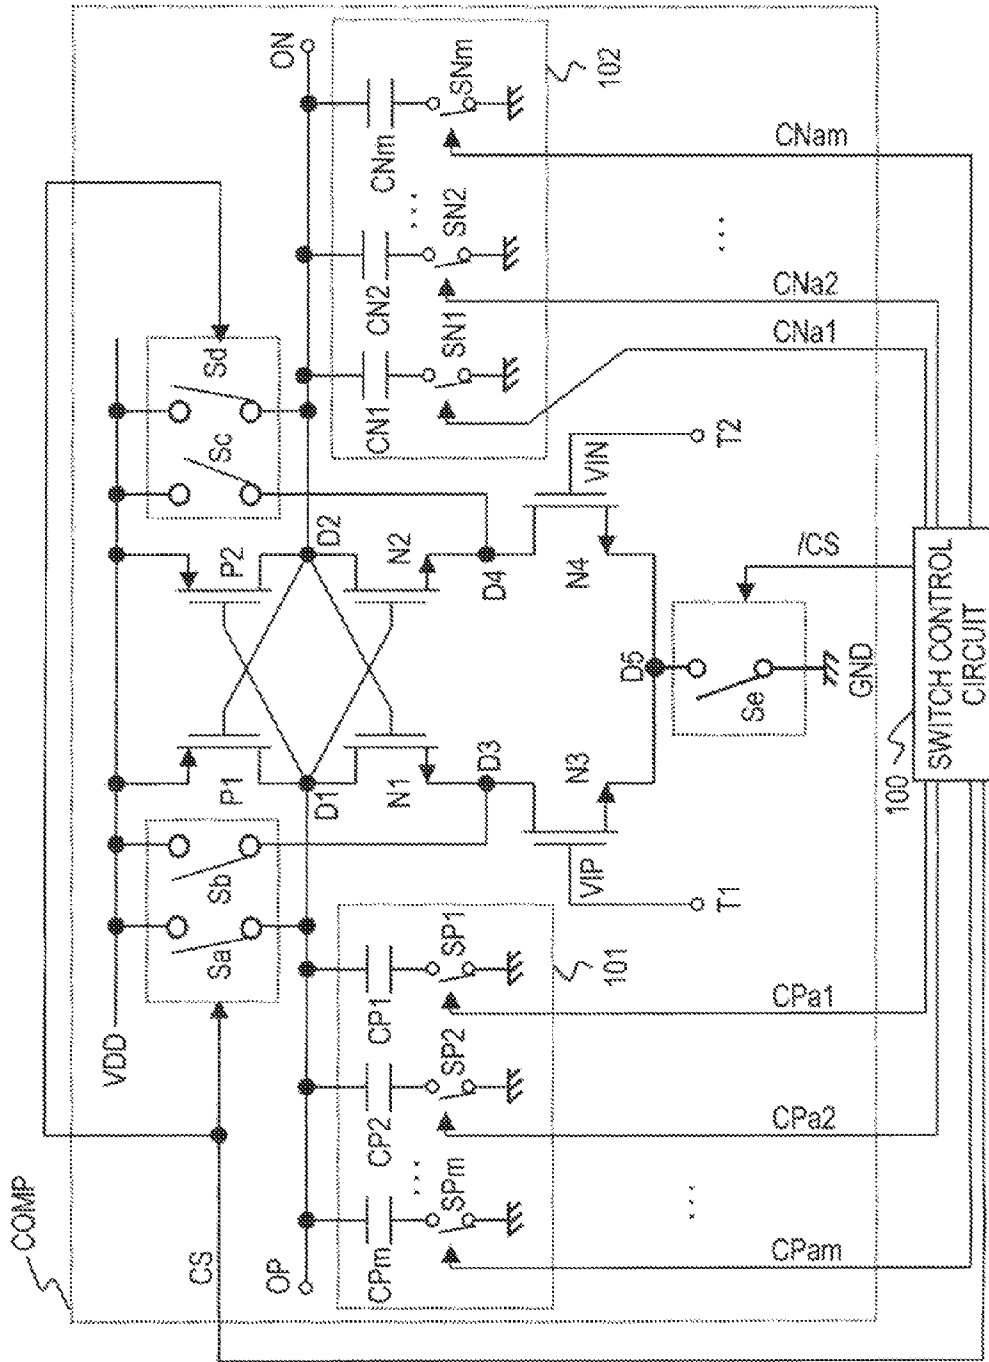 COMP
CS
VDD
Sa
Sb
Sc
Sd
P1
P2
OP
D1
D2
ON
CPm
CP2
CP1
N1
N2
CN1
CN2
CNm
...
...
SPm
SP2
SP1
D3
D4
SN1
SN2
SNm
101
102
VIP
N3
N4
VIN
T1
T2
D5
Se
GND
/CS
CPam
CPa2
CPa1
CNa1
CNa2
CNam
...
...
100
SWITCH CONTROL
CIRCUIT